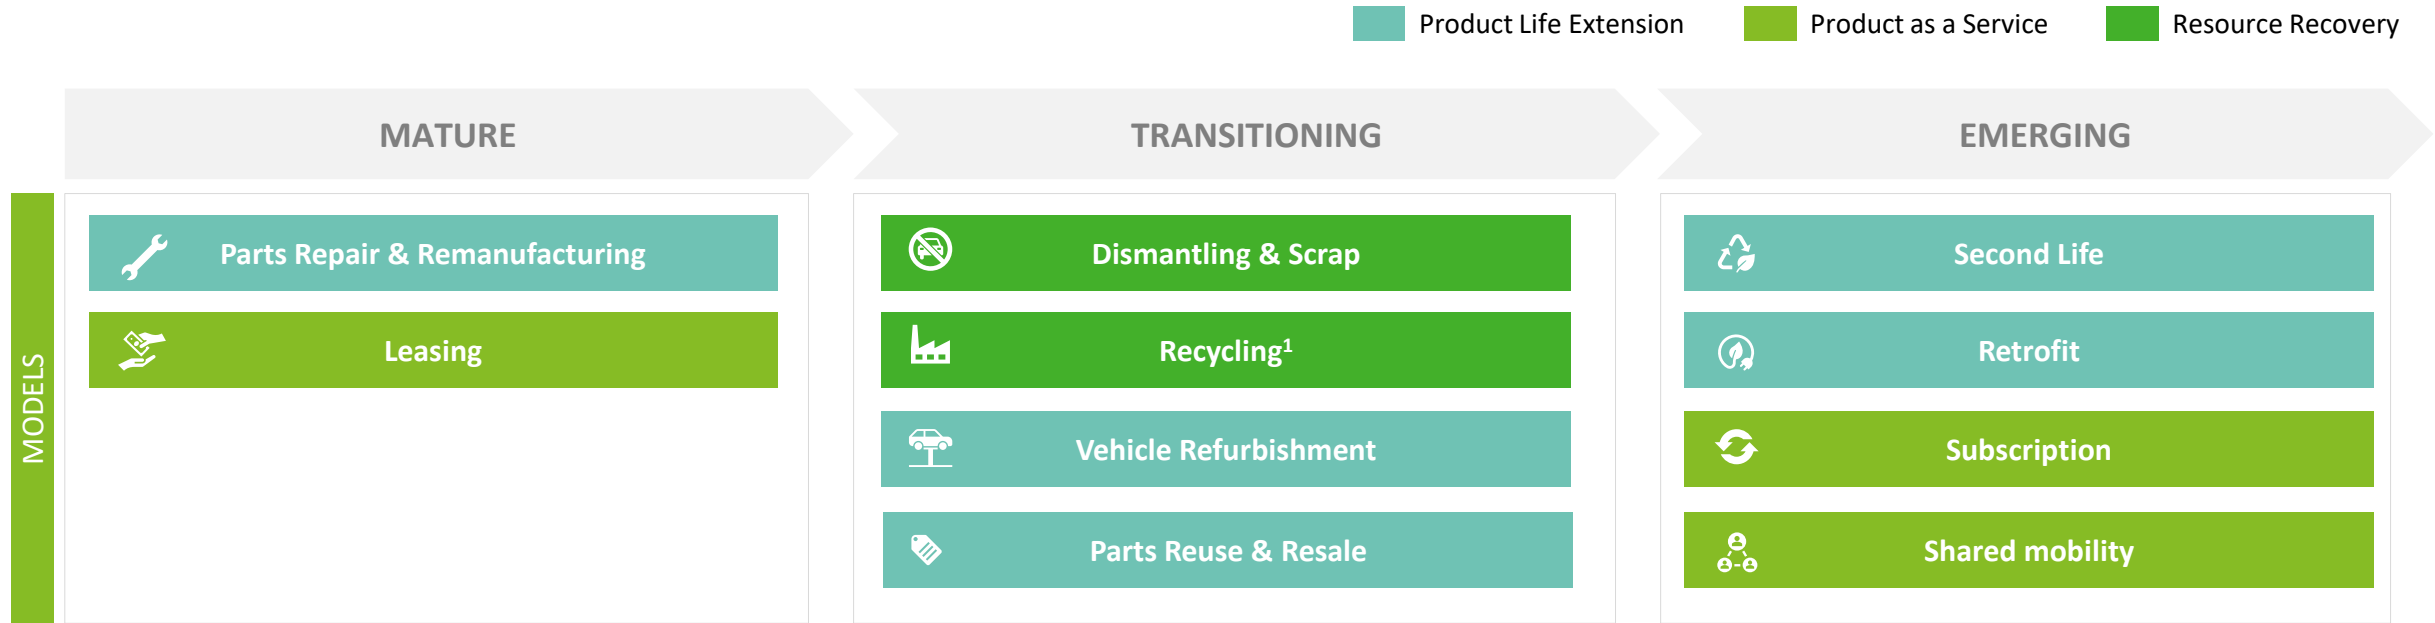 Product Life Extension
Product as a Service
Resource Recovery
MATURE
TRANSITIONING
EMERGING
MODELS
Parts Repair & Remanufacturing
Leasing
Dismantling & Scrap
Recycling¹
Vehicle Refurbishment
Parts Reuse & Resale
Second Life
Retrofit
Subscription
Shared mobility